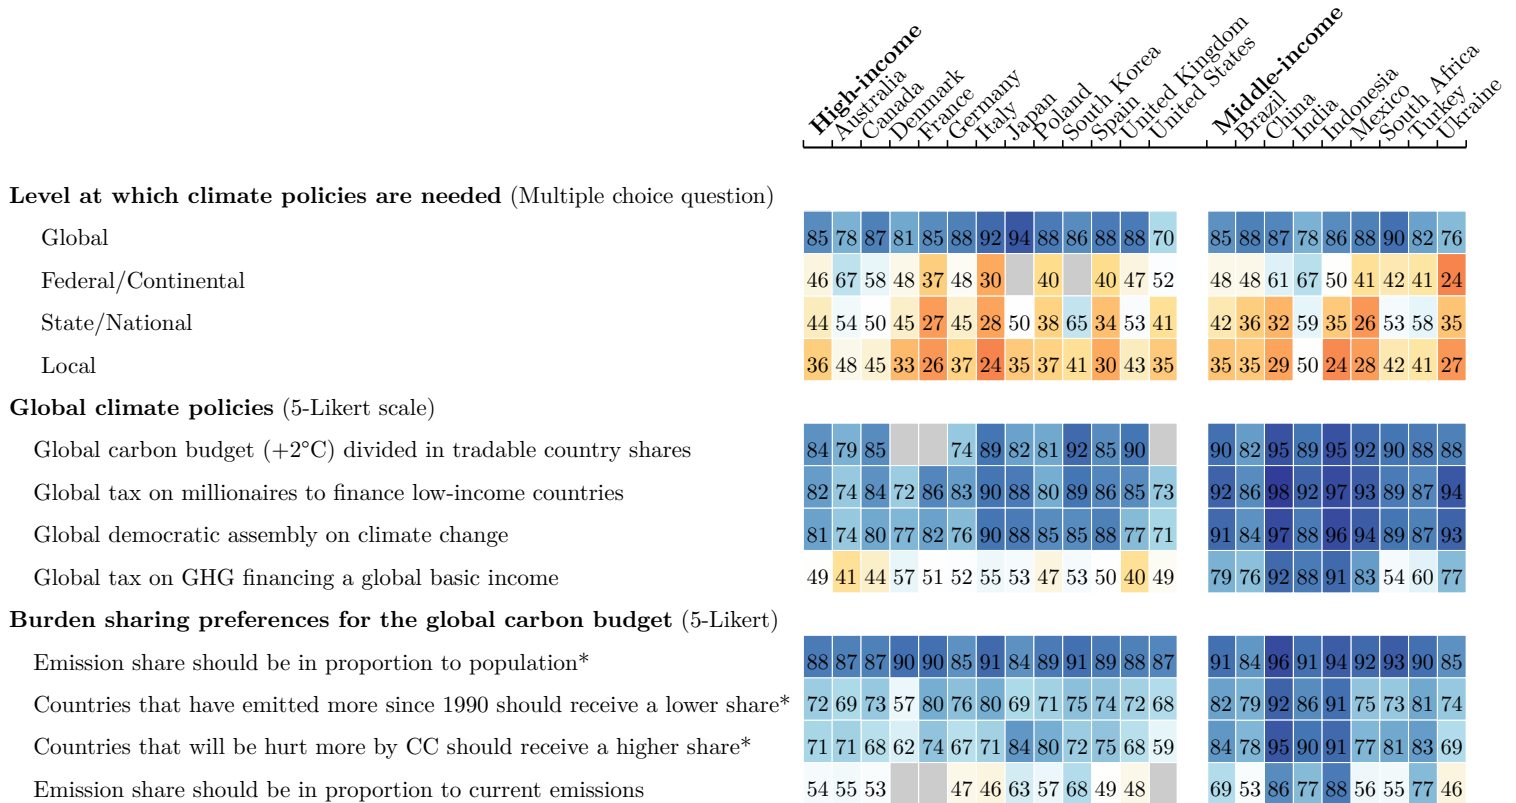 High-income
Australia
Canada
Denmark
France
Germany
Italy
Japan
Poland
South Korea
Spain
United Kingdom
United States
Middle-income
Brazil
China
India
Indonesia
Mexico
South Africa
Turkey
Ukraine
Level at which climate policies are needed (Multiple choice question)
Global 85 78 87 81 85 88 92 94 88 86 88 88 70 85 88 87 78 86 88 90 82 76
Federal/Continental 46 67 58 48 37 48 30 40 40 47 52 48 48 61 67 50 41 42 41 24
State/National 44 54 50 45 27 45 28 50 38 65 34 53 41 42 36 32 59 35 26 53 58 35
Local 36 48 45 33 26 37 24 35 37 41 30 43 35 35 35 29 50 24 28 42 41 27
Global climate policies (5-Likert scale)
Global carbon budget (+2°C) divided in tradable country shares 84 79 85 74 89 82 81 92 85 90 90 82 95 89 95 92 90 88 88
Global tax on millionaires to finance low-income countries 82 74 84 72 86 83 90 88 80 89 86 85 73 92 86 98 92 97 93 89 87 94
Global democratic assembly on climate change 81 74 80 77 82 76 90 88 85 85 88 77 71 91 84 97 88 96 94 89 87 93
Global tax on GHG financing a global basic income 49 41 44 57 51 52 55 53 47 53 50 40 49 79 76 92 88 91 83 54 60 77
Burden sharing preferences for the global carbon budget (5-Likert)
Emission share should be in proportion to population* 88 87 87 90 90 85 91 84 89 91 89 88 87 91 84 96 91 94 92 93 90 85
Countries that have emitted more since 1990 should receive a lower share* 72 69 73 57 80 76 80 69 71 75 74 72 68 82 79 92 86 91 75 73 81 74
Countries that will be hurt more by CC should receive a higher share* 71 71 68 62 74 67 71 84 80 72 75 68 59 84 78 95 90 91 77 81 83 69
Emission share should be in proportion to current emissions 54 55 53 47 46 63 57 68 49 48 69 53 86 77 88 56 55 77 46